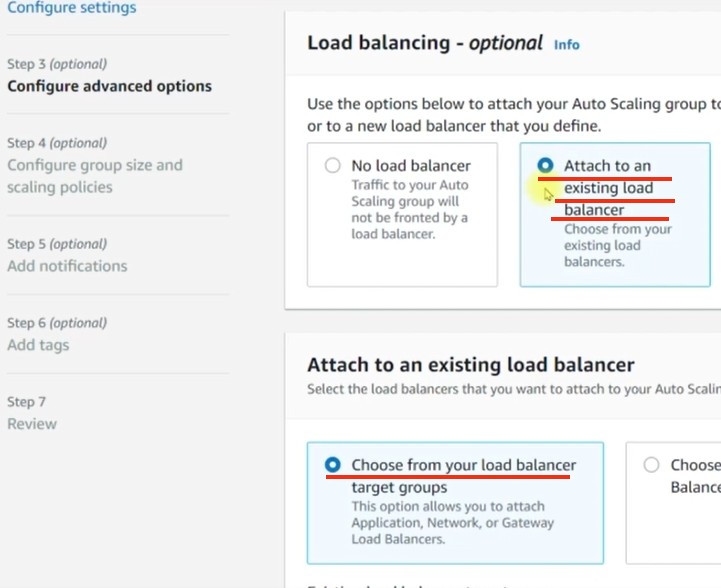 Configure settings
Step 3 (optional)
Configure advanced options
Step 4 (optional)
Configure group size and
scaling policies
Step 5 (optional)
Add notifications
Step 6 (optional)
Add tags
Step 7
Review
Load balancing - optional Info
Use the options below to attach your Auto Scaling group to
or to a new load balancer that you define.
No load balancer
Traffic to your Auto
Scaling group will
not be fronted by a
load balancer.
Attach to an
existing load
balancer
Choose from your
existing load
balancers.
Attach to an existing load balancer
Select the load balancers that you want to attach to your Auto Scalin
Choose from your load balancer
target groups
This option allows you to attach
Application, Network, or Gateway
Load Balancers.
Choose
Balance